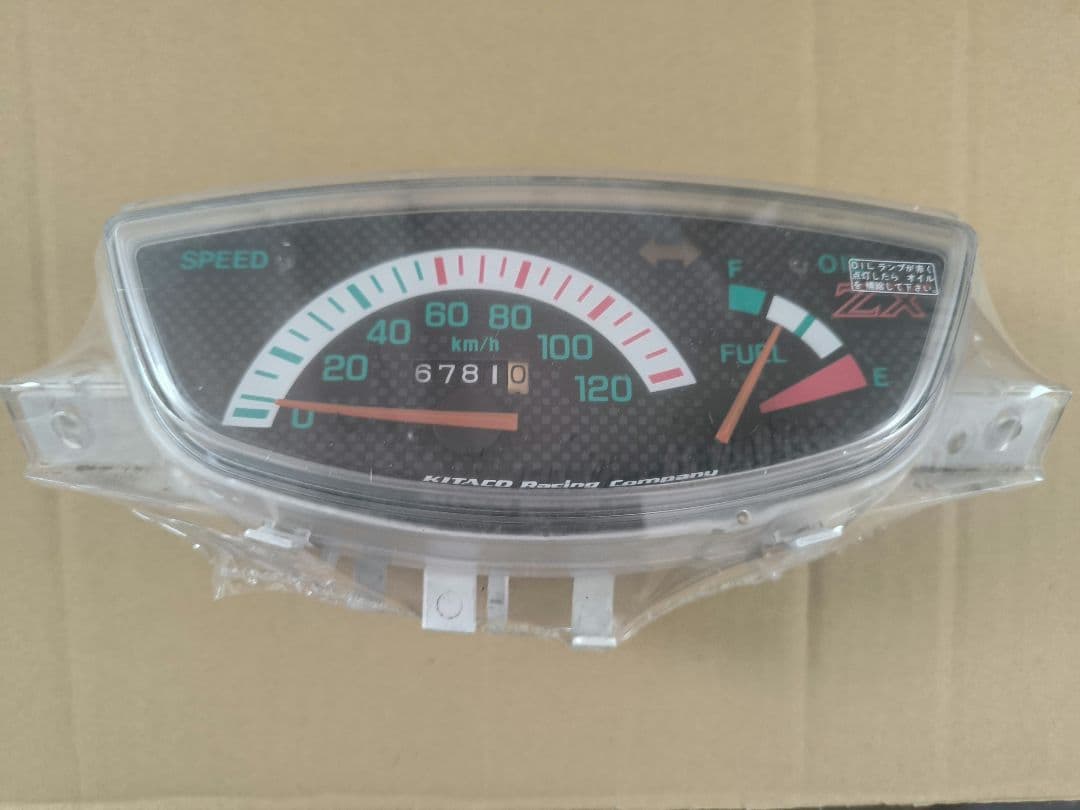 SPEED
0
20
40
60
80
100
120
km/h
67810
F
FUEL
E
OIL ランプが赤く
点灯したら オイル
を補給して下さい。
ZX
KITACO Racing Company